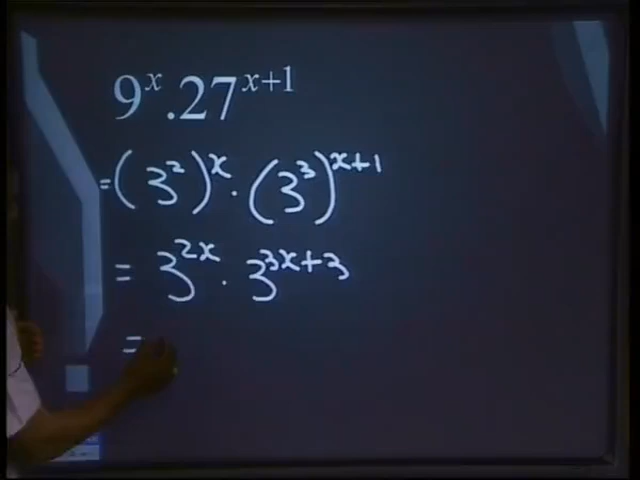 9^x.27^{x+1}
=(3^2)^x·(3^3)^{x+1}
= 3^{2x}·3^{3x+3}
=